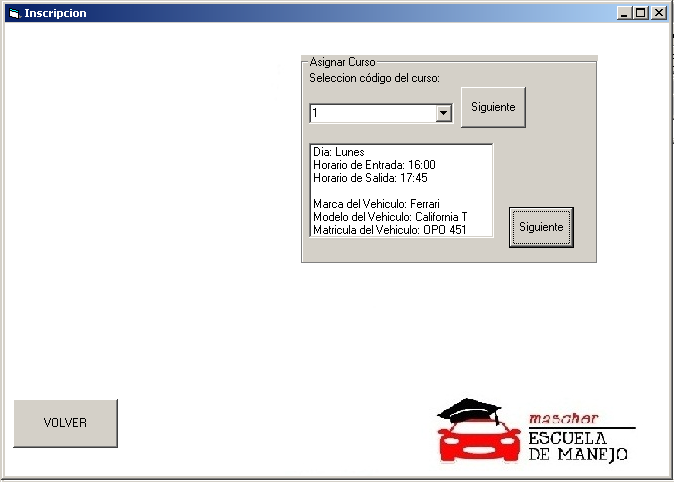 Inscripcion
Asignar Curso
Seleccion código del curso:
1
Siguiente
Dia: Lunes
Horario de Entrada: 16:00
Horario de Salida: 17:45
Marca del Vehiculo: Ferrari
Modelo del Vehiculo: California T
Matricula del Vehiculo: OPO 451
Siguiente
VOLVER
mascher
ESCUELA
DE MANEJO